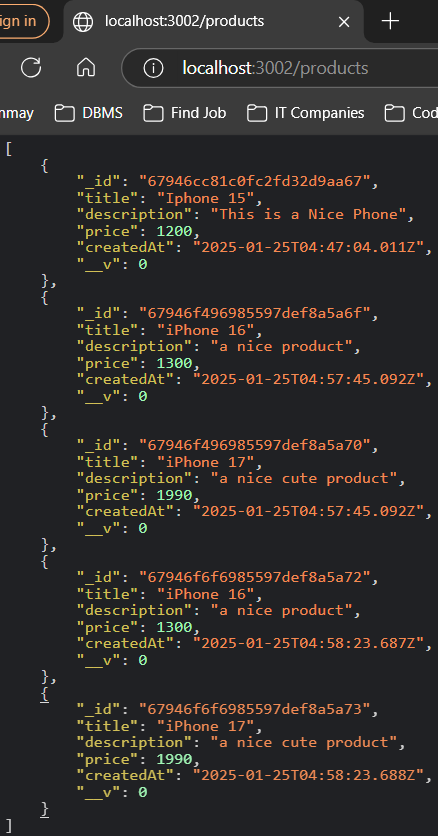 ign in
localhost:3002/products
localhost:3002/products
nmay DBMS Find Job IT Companies Cod
[
    {
        "_id": "67946cc81c0fc2fd32d9aa67",
        "title": "Iphone 15",
        "description": "This is a Nice Phone",
        "price": 1200,
        "createdAt": "2025-01-25T04:47:04.011Z",
        "__v": 0
    },
    {
        "_id": "67946f496985597def8a5a6f",
        "title": "iPhone 16",
        "description": "a nice product",
        "price": 1300,
        "createdAt": "2025-01-25T04:57:45.092Z",
        "__v": 0
    },
    {
        "_id": "67946f496985597def8a5a70",
        "title": "iPhone 17",
        "description": "a nice cute product",
        "price": 1990,
        "createdAt": "2025-01-25T04:57:45.092Z",
        "__v": 0
    },
    {
        "_id": "67946f6f6985597def8a5a72",
        "title": "iPhone 16",
        "description": "a nice product",
        "price": 1300,
        "createdAt": "2025-01-25T04:58:23.687Z",
        "__v": 0
    },
    {
        "_id": "67946f6f6985597def8a5a73",
        "title": "iPhone 17",
        "description": "a nice cute product",
        "price": 1990,
        "createdAt": "2025-01-25T04:58:23.688Z",
        "__v": 0
    }
]